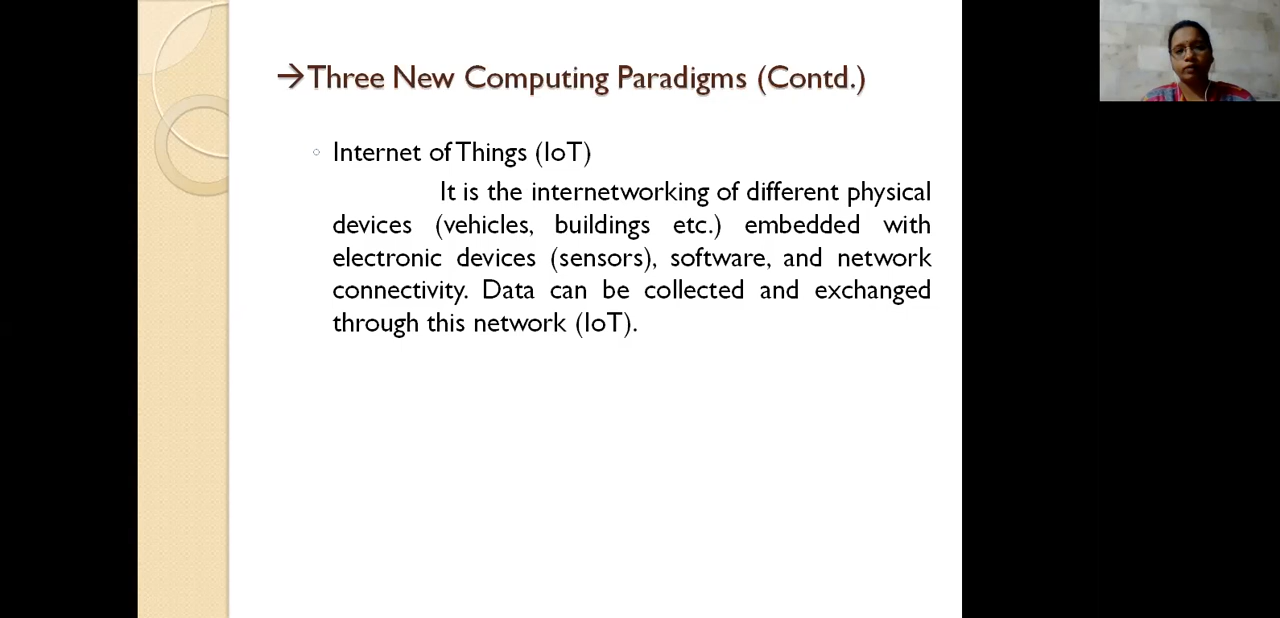 →Three New Computing Paradigms (Contd.)
Internet of Things (IoT)
It is the internetworking of different physical
devices (vehicles, buildings etc.) embedded with
electronic devices (sensors), software, and network
connectivity. Data can be collected and exchanged
through this network (IoT).